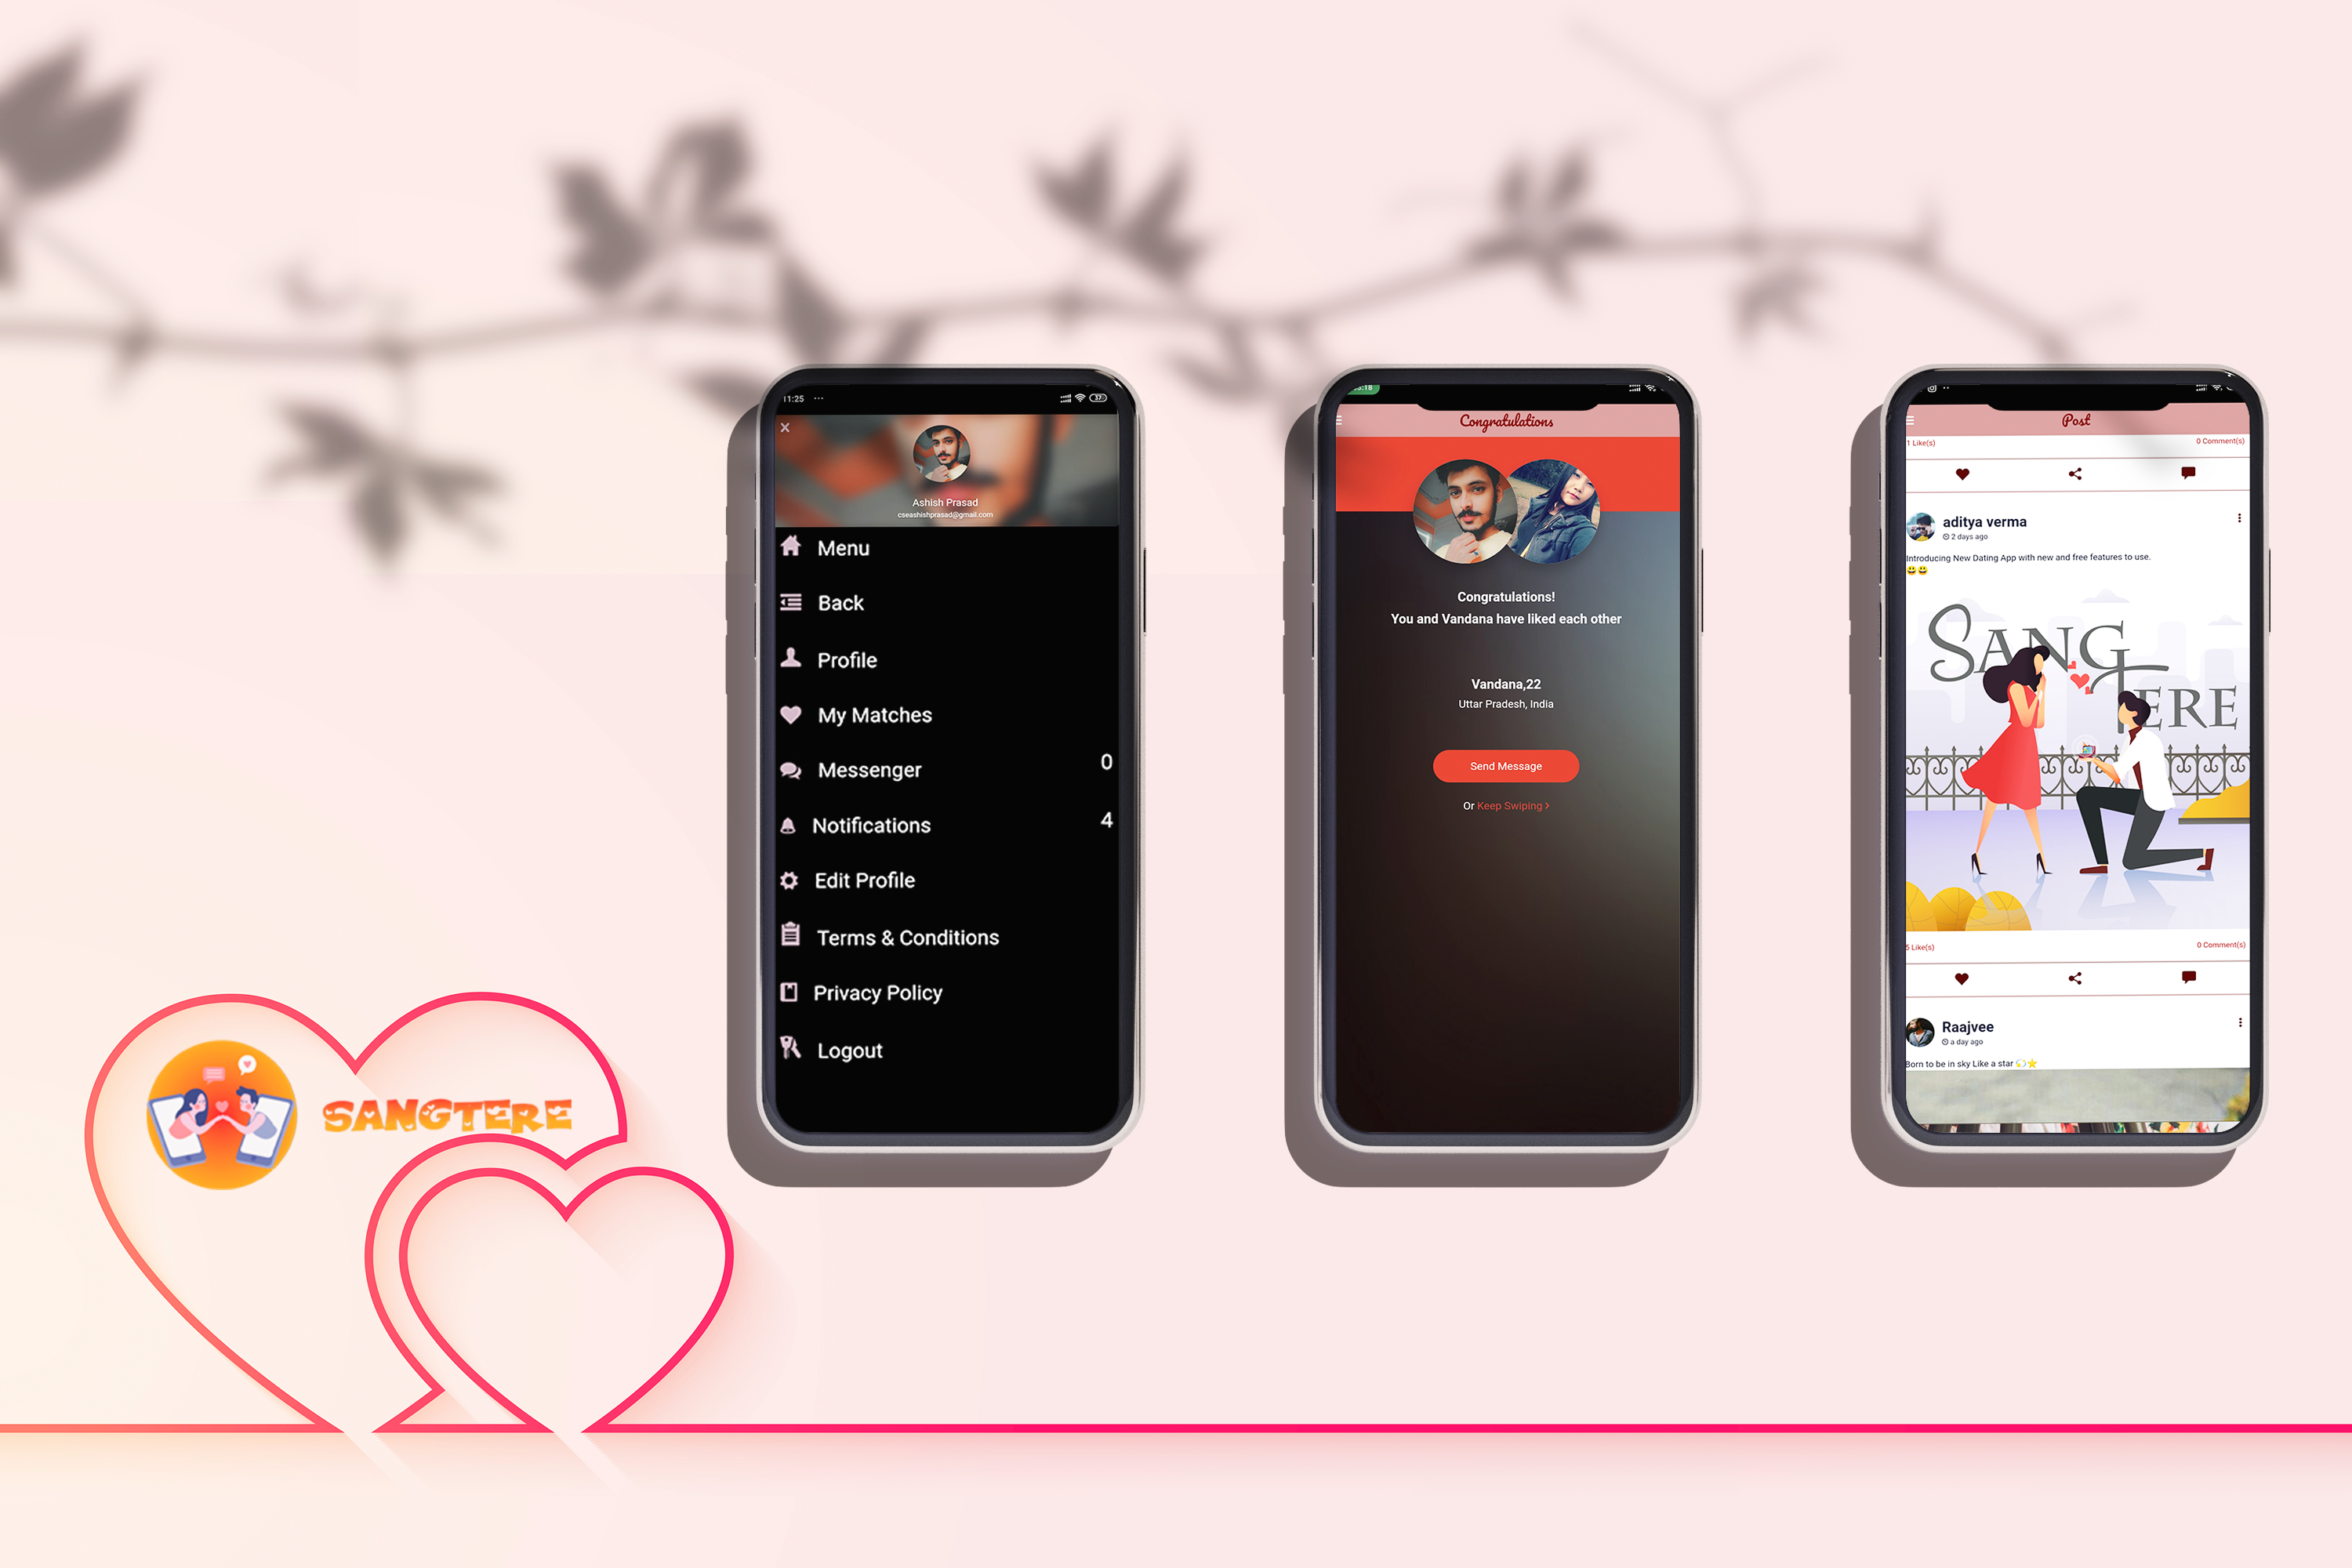 SANGTERE
11:25
37
Ashish Prasad
cseashishprasad@gmail.com
Menu
Back
Profile
My Matches
Messenger 0
Notifications 4
Edit Profile
Terms & Conditions
Privacy Policy
Logout
Congratulations
Congratulations!
You and Vandana have liked each other
Vandana,22
Uttar Pradesh, India
Send Message
Or Keep Swiping >
Post
1 Like(s) 0 Comment(s)
aditya verma
2 days ago
Introducing New Dating App with new and free features to use.
😃😃
SANG
TERE
5 Like(s) 0 Comment(s)
Raajvee
a day ago
Born to be in sky Like a star 💫⭐